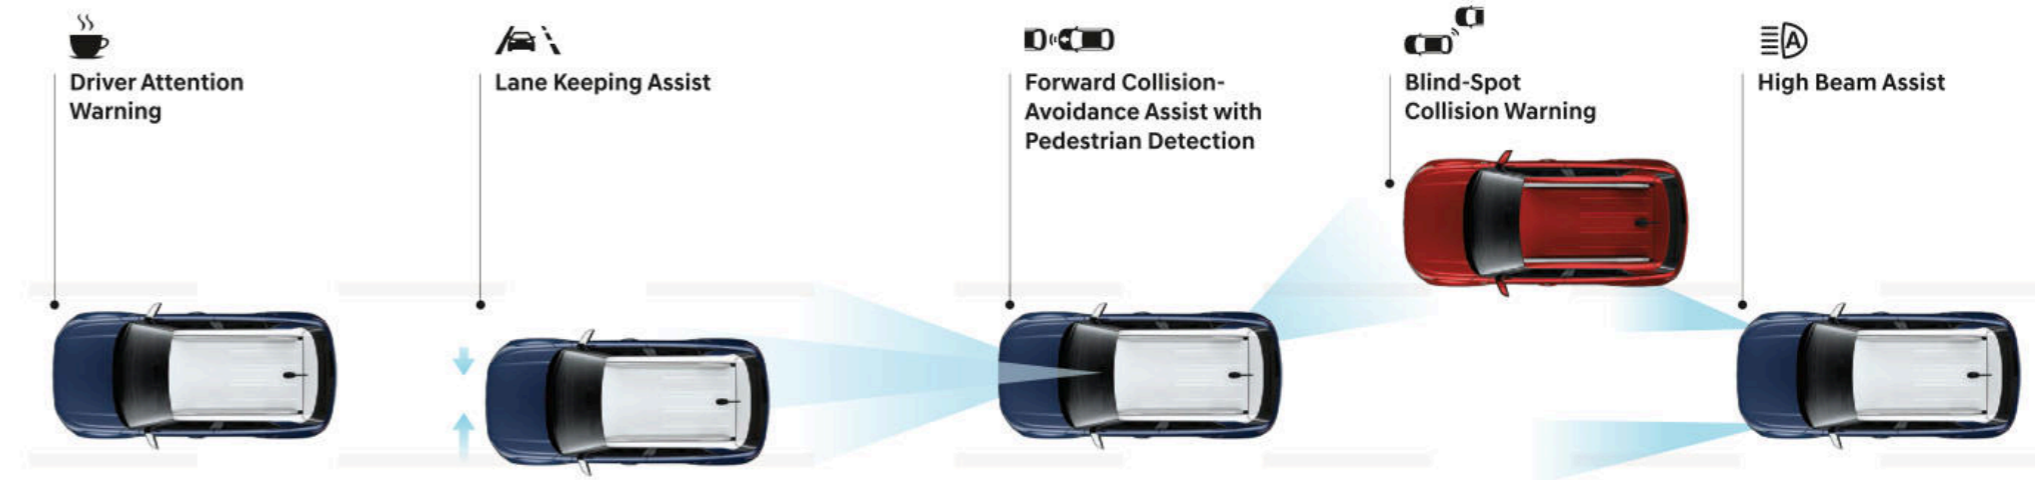 Driver Attention
Warning
Lane Keeping Assist
Forward Collision-
Avoidance Assist with
Pedestrian Detection
Blind-Spot
Collision Warning
A
High Beam Assist